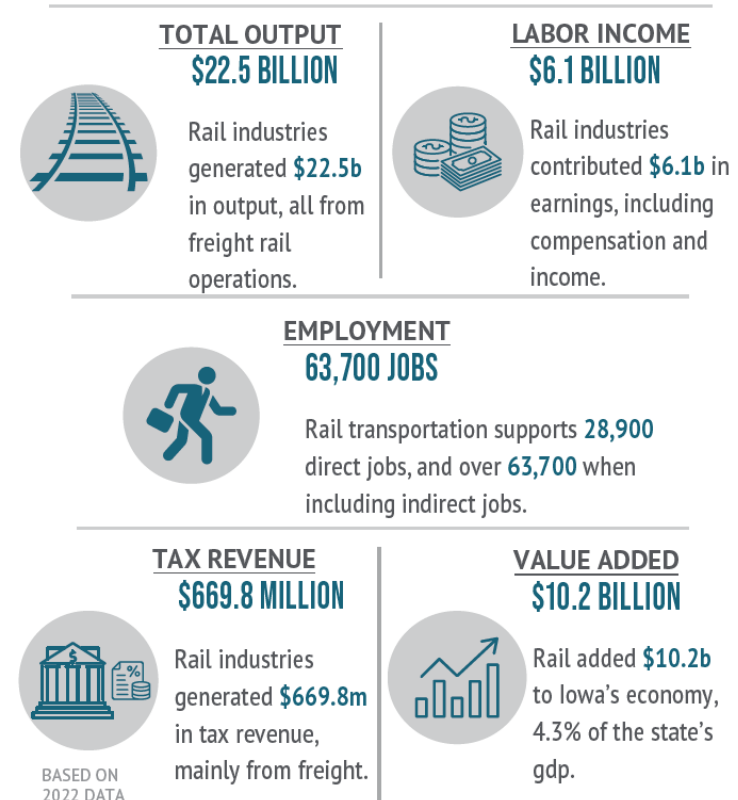 TOTAL OUTPUT
$22.5 BILLION
Rail industries
generated $22.5b
in output, all from
freight rail
operations.
LABOR INCOME
$6.1 BILLION
Rail industries
contributed $6.1b in
earnings, including
compensation and
income.
EMPLOYMENT
63,700 JOBS
Rail transportation supports 28,900
direct jobs, and over 63,700 when
including indirect jobs.
TAX REVENUE
$669.8 MILLION
%
$
Rail industries
generated $669.8m
in tax revenue,
mainly from freight.
BASED ON
2022 DATA
VALUE ADDED
$10.2 BILLION
Rail added $10.2b
to Iowa's economy,
4.3% of the state's
gdp.